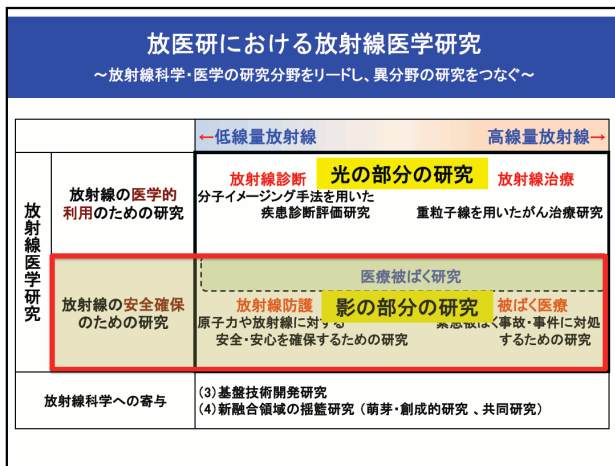 放医研における放射線医学研究
～放射線科学・医学の研究分野をリードし、異分野の研究をつなぐ～
←低線量放射線
高線量放射線→
放射線医学研究
放射線の医学的
利用のための研究
放射線診断
光の部分の研究
放射線治療
分子イメージング手法を用いた
疾患診断評価研究
重粒子線を用いたがん治療研究
放射線の安全確保
のための研究
医療被ばく研究
放射線防護
影の部分の研究
被ばく医療
原子力や放射線に対する
安全・安心を確保するための研究
緊急被ばく事故・事件に対処
するための研究
放射線科学への寄与
(3)基盤技術開発研究
(4)新融合領域の揺籃研究（萌芽・創成的研究 、共同研究）